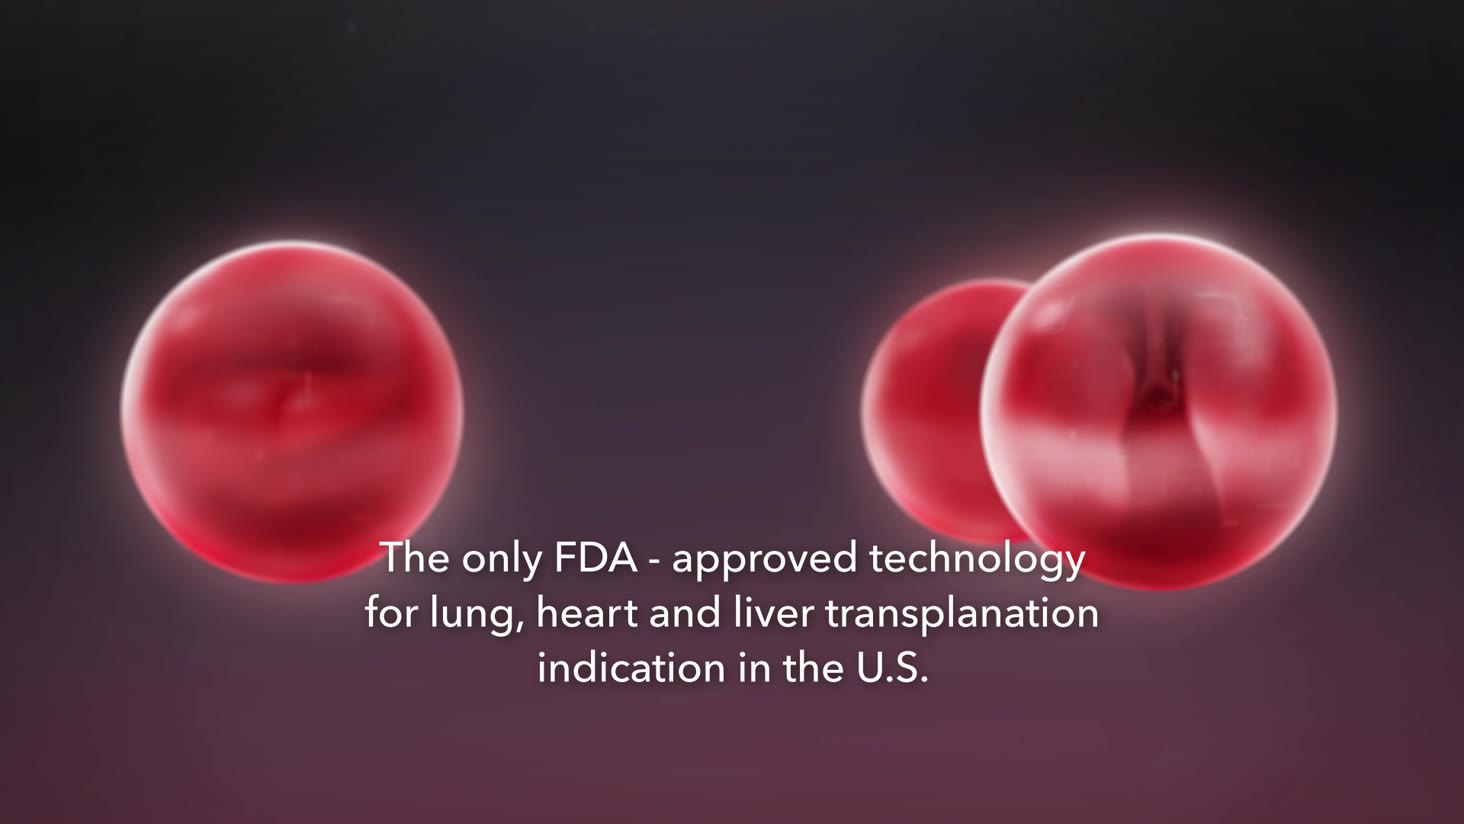 The only FDA - approved technology
for lung, heart and liver transplanation
indication in the U.S.